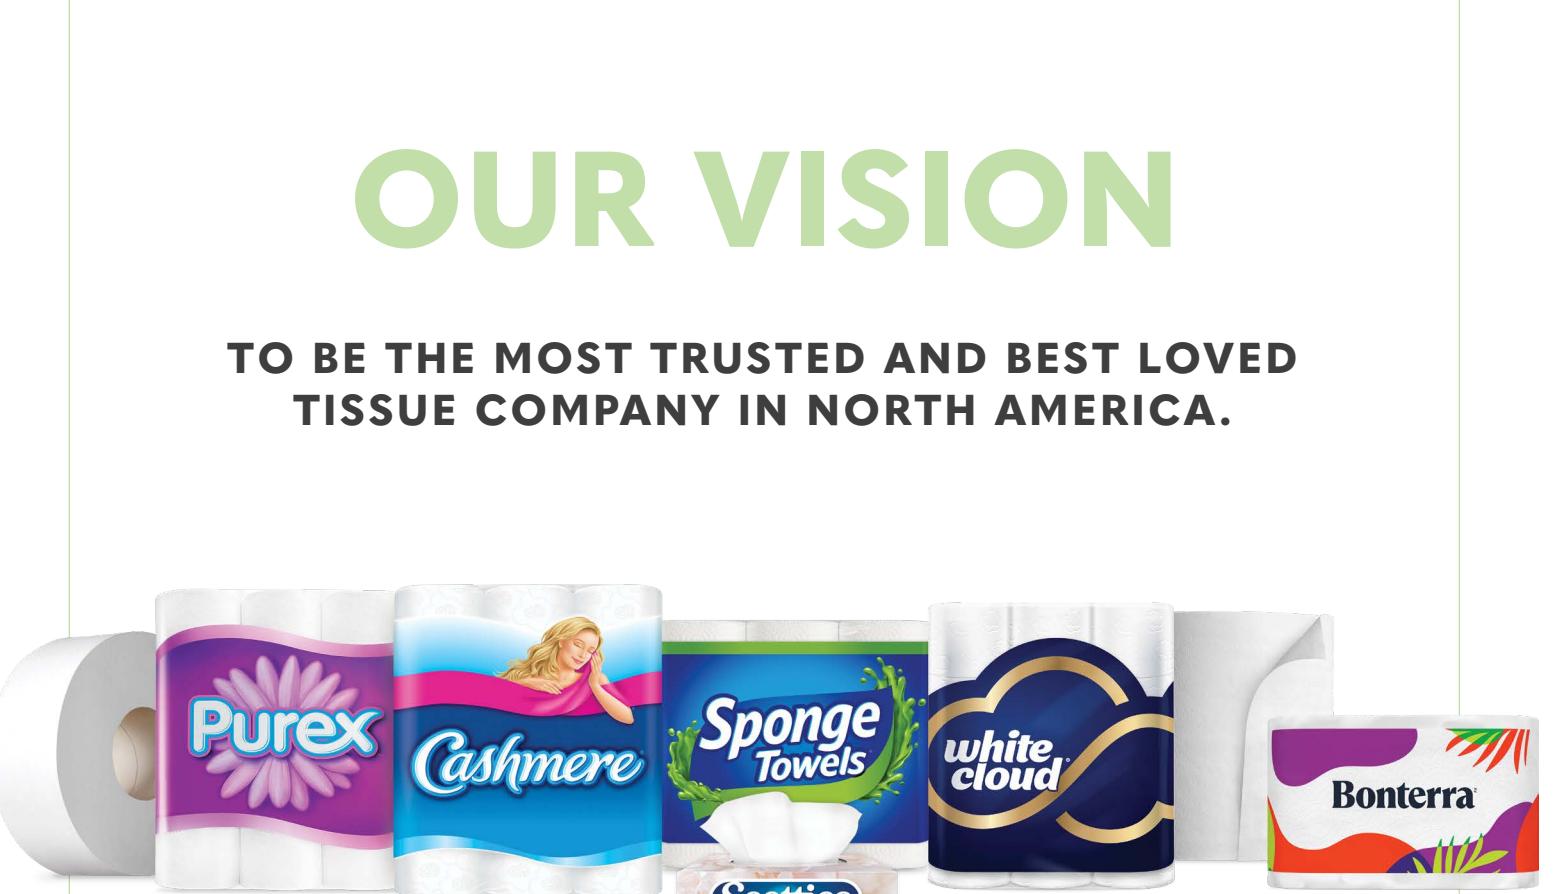 OUR VISION
TO BE THE MOST TRUSTED AND BEST LOVED
TISSUE COMPANY IN NORTH AMERICA.
Purex
Cashmere
Sponge
Towels
white
cloud
Bonterra
Scotties